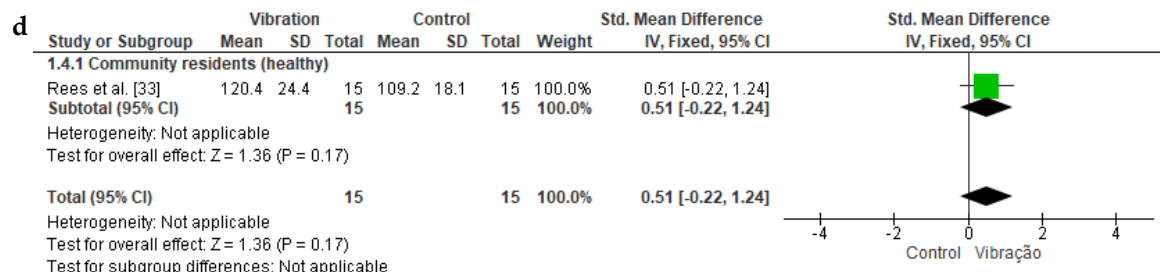 d
Vibration Control Std. Mean Difference Std. Mean Difference
Study or Subgroup Mean SD Total Mean SD Total Weight IV, Fixed, 95% CI IV, Fixed, 95% CI
1.4.1 Community residents (healthy)
Rees et al. [33] 120.4 24.4 15 109.2 18.1 15 100.0% 0.51 [-0.22, 1.24]
Subtotal (95% CI) 15 15 100.0% 0.51 [-0.22, 1.24]
Heterogeneity: Not applicable
Test for overall effect: Z = 1.36 (P = 0.17)
Total (95% CI) 15 15 100.0% 0.51 [-0.22, 1.24]
Heterogeneity: Not applicable
Test for overall effect: Z = 1.36 (P = 0.17)
Test for subgroup differences: Not applicable
-4 -2 0 2 4
Control Vibração